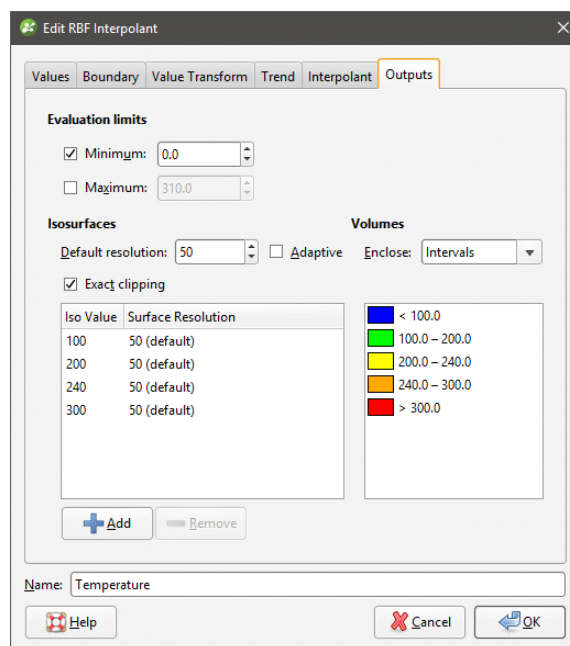 Edit RBF Interpolant
Values Boundary Value Transform Trend Interpolant Outputs
Evaluation limits
Minimum: 0.0
Maximum: 310.0
Isosurfaces Volumes
Default resolution: 50 Adaptive Enclose: Intervals
Exact clipping
Iso Value Surface Resolution
100 50 (default)
200 50 (default)
240 50 (default)
300 50 (default)
< 100.0
100.0 – 200.0
200.0 – 240.0
240.0 – 300.0
> 300.0
Add Remove
Name: Temperature
Help Cancel OK